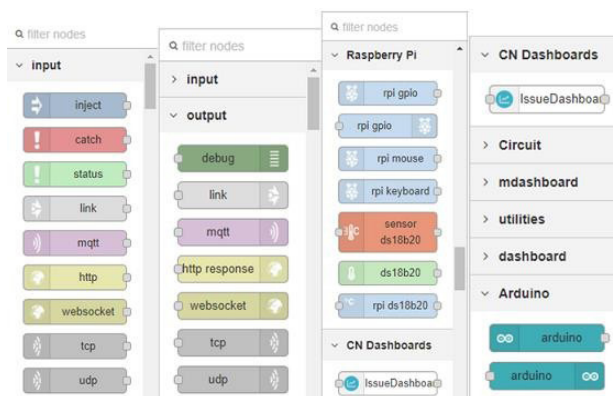 filter nodes
input
inject
catch
status
link
mqtt
http
websocket
tcp
udp
filter nodes
input
output
debug
link
mqtt
http response
websocket
tcp
udp
filter nodes
Raspberry Pi
rpi gpio
rpi gpio
rpi mouse
rpi keyboard
sensor
ds18b20
ds18b20
rpi ds18b20
CN Dashboards
IssueDashboar
CN Dashboards
IssueDashboar
Circuit
mdashboard
utilities
dashboard
Arduino
arduino
arduino